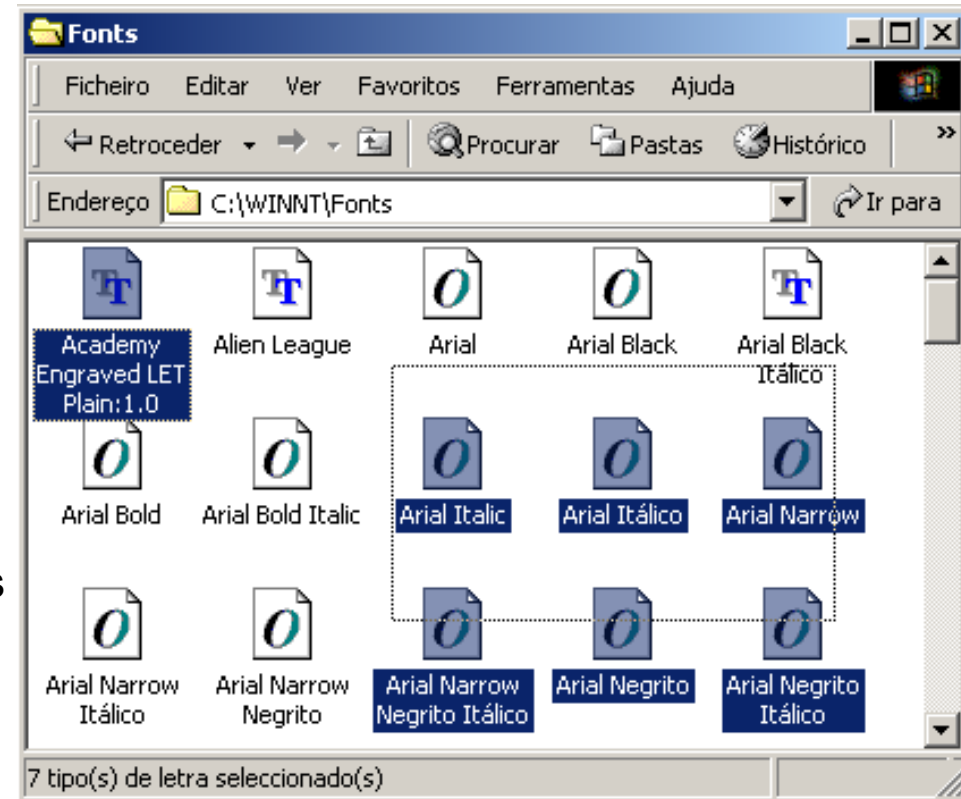 Fonts
Ficheiro Editar Ver Favoritos Ferramentas Ajuda
Retroceder Procurar Pastas Histórico »
Endereço C:\WINNT\Fonts Ir para
Academy Alien League Arial Arial Black Arial Black
Engraved LET Itálico
Plain:1.0
Arial Bold Arial Bold Italic Arial Italic Arial Itálico Arial Narrow
s
Arial Narrow Arial Narrow Arial Narrow Arial Negrito Arial Negrito
Itálico Negrito Negrito Itálico Itálico
7 tipo(s) de letra seleccionado(s)